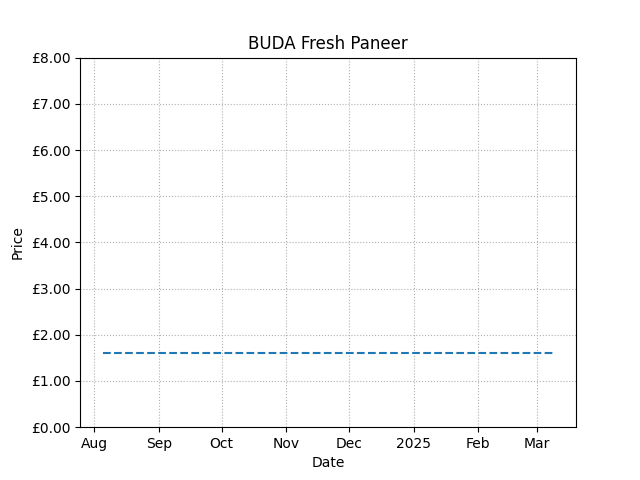 BUDA Fresh Paneer
£8.00
£7.00
£6.00
£5.00
£4.00
£3.00
£2.00
£1.00
£0.00
Price
Aug Sep Oct Nov Dec 2025 Feb Mar
Date